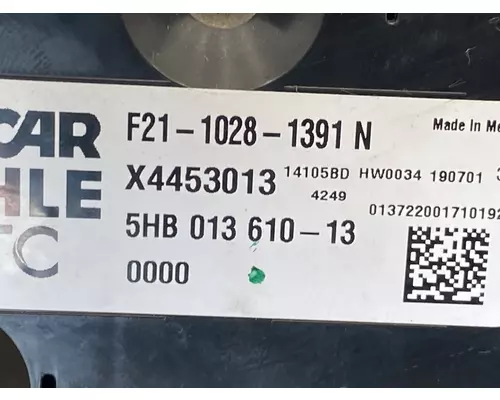 CAR
HLE
TC
F21-1028-1391 N
Made In Me
X4453013
14105BD HW0034 190701
4249
013722001710192
5HB 013 610-13
0000